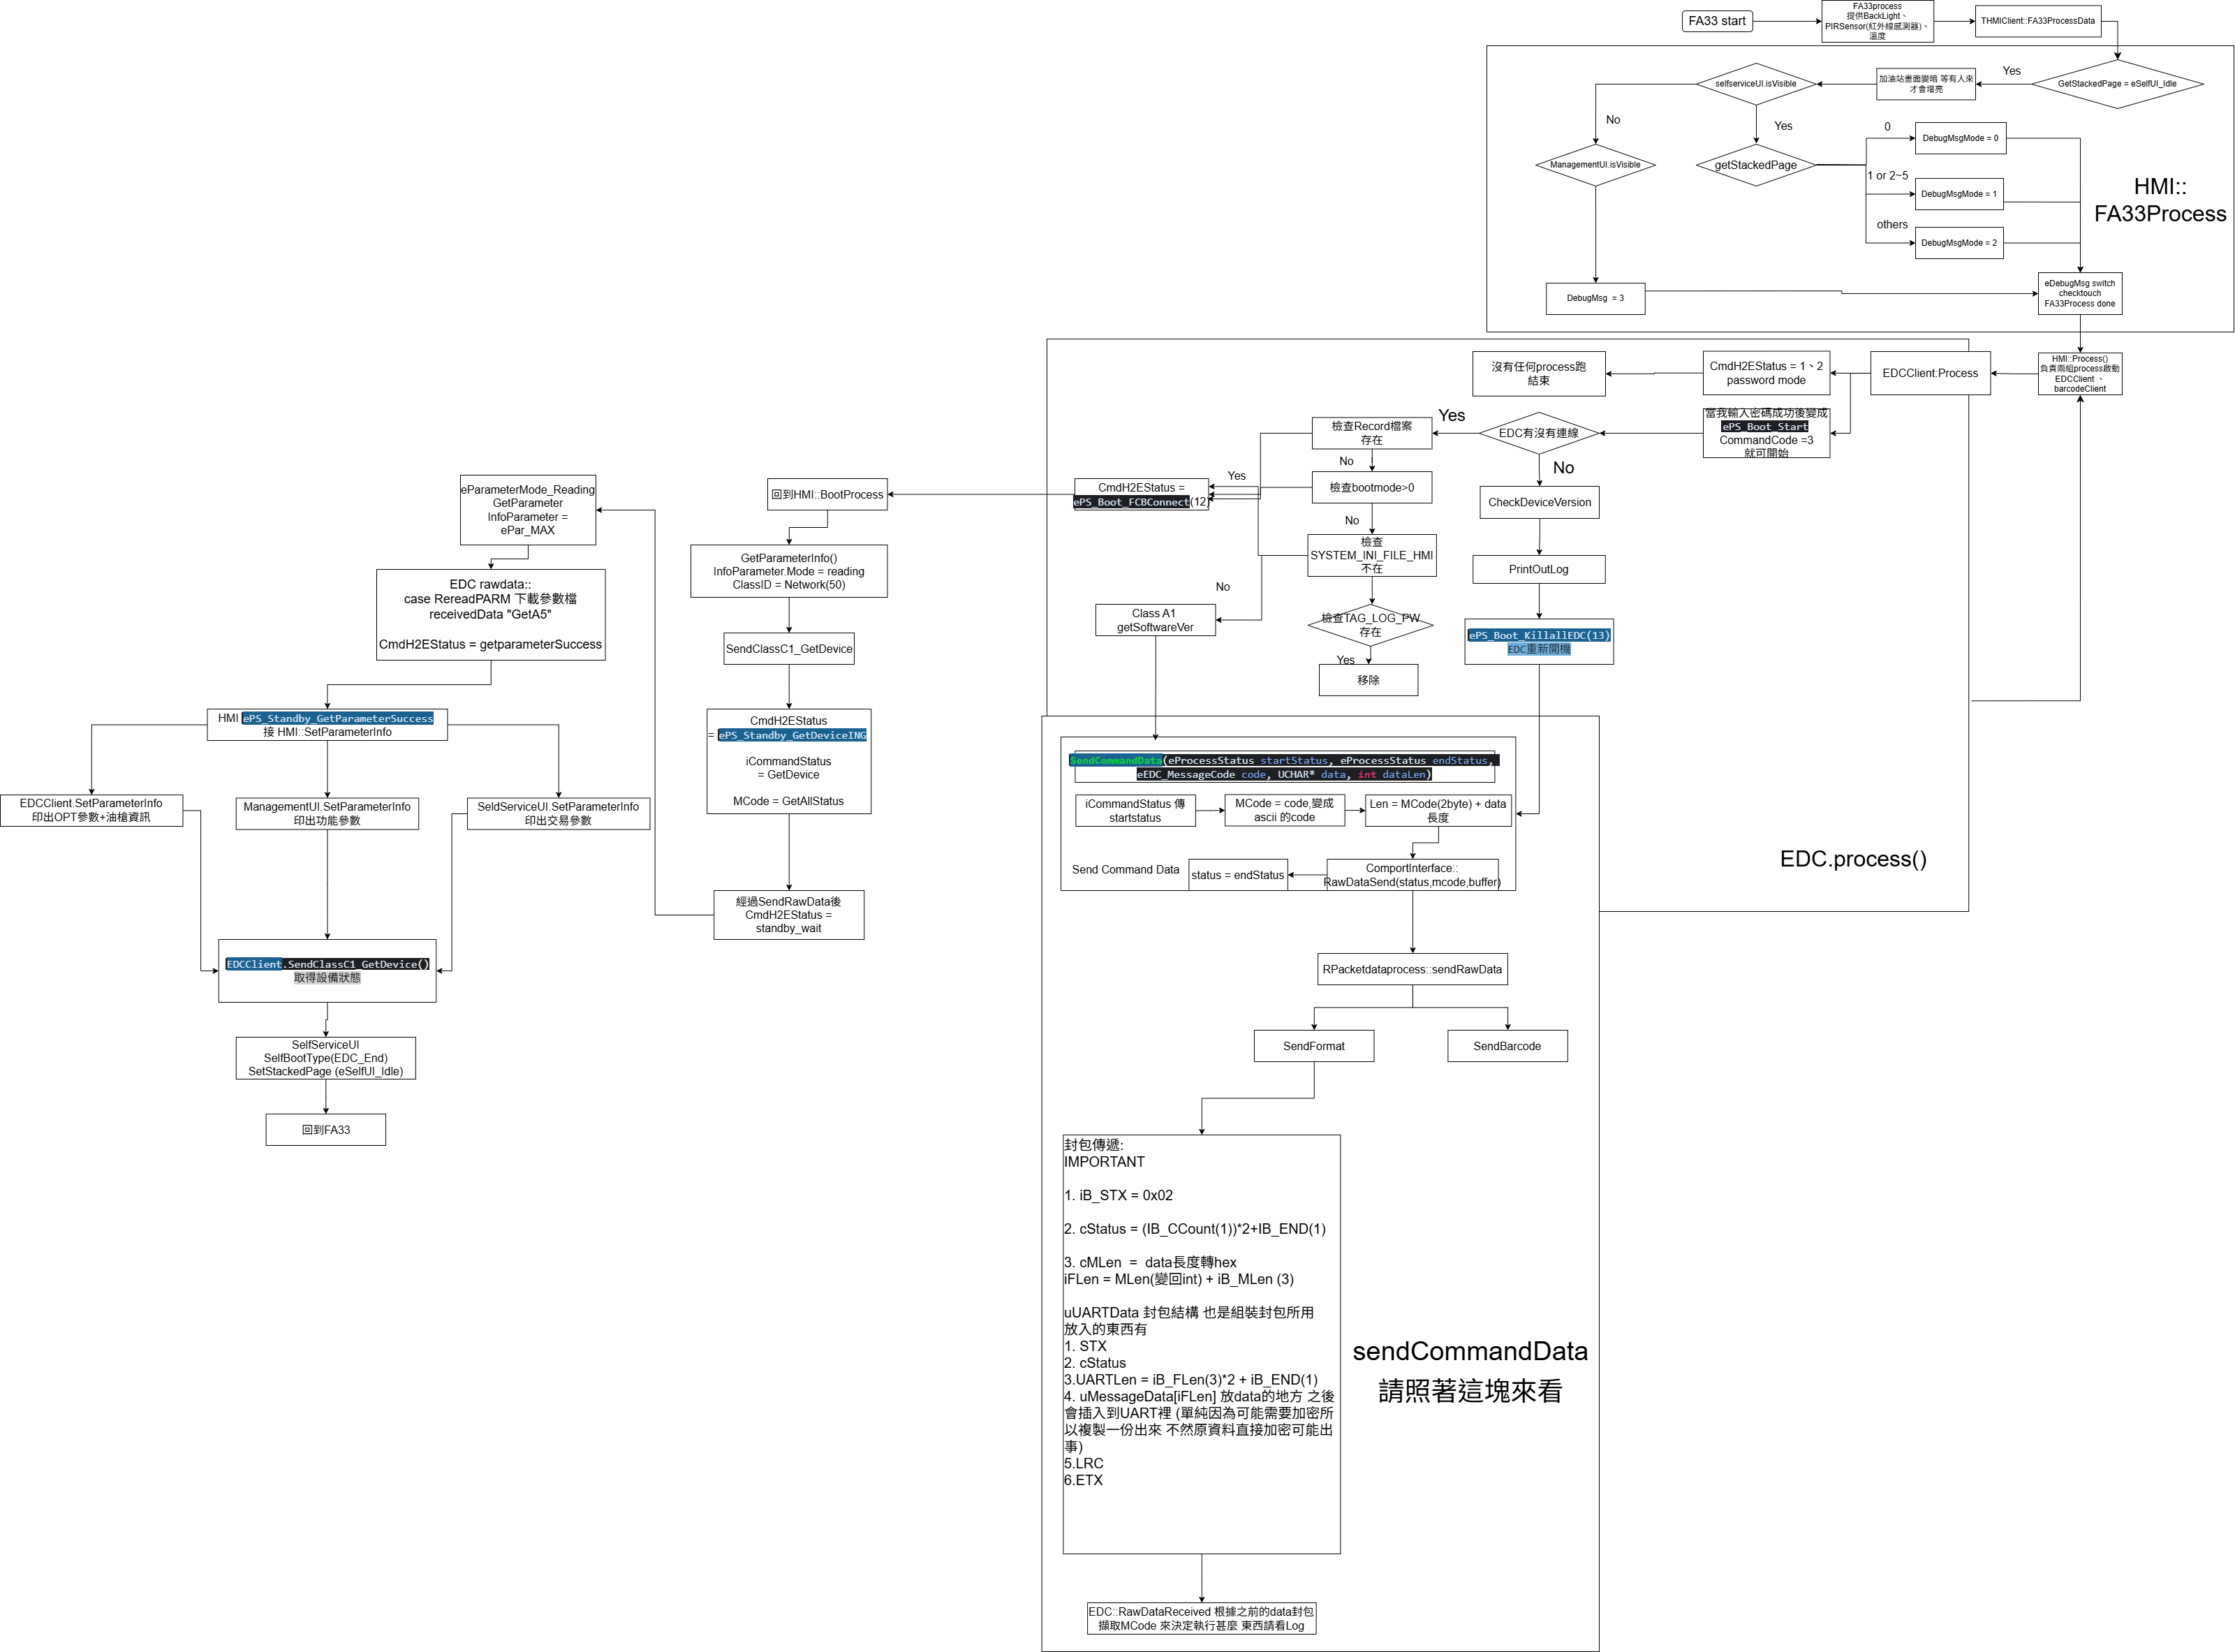 FA33 start
FA33process
提供BackLight、
PIRSensor(紅外線感測器)、
溫度
THMIClient::FA33ProcessData
GetStackedPage = eSelfUI_Idle
Yes
加油站畫面變暗 等有人來
才會增亮
selfserviceUI.isVisible
No
Yes
ManagementUI.isVisible
getStackedPage
0
DebugMsgMode = 0
1 or 2~5
DebugMsgMode = 1
others
DebugMsgMode = 2
HMI::
FA33Process
DebugMsg  = 3
eDebugMsg switch
checktouch
FA33Process done
HMI::Process()
負責兩組process啟動
EDCClient 、
barcodeClient
EDCClient:Process
CmdH2EStatus = 1、2
password mode
沒有任何process跑
結束
當我輸入密碼成功後變成
ePS_Boot_Start
CommandCode =3
就可開始
EDC有沒有連線
Yes
No
檢查Record檔案
存在
No
檢查bootmode>0
No
檢查
SYSTEM_INI_FILE_HMI
不在
檢查TAG_LOG_PW
存在
Yes
移除
CheckDeviceVersion
PrintOutLog
ePS_Boot_KillallEDC(13)
EDC重新開機
Yes
CmdH2EStatus =
ePS_Boot_FCBConnect(12)
No
Class A1
getSoftwareVer
EDC.process()
SendCommandData(eProcessStatus startStatus, eProcessStatus endStatus,
eEDC_MessageCode code, UCHAR* data, int dataLen)
iCommandStatus 傳
startstatus
MCode = code,變成
ascii 的code
Len = MCode(2byte) + data
長度
Send Command Data
status = endStatus
ComportInterface::
RawDataSend(status,mcode,buffer)
RPacketdataprocess::sendRawData
SendFormat
SendBarcode
封包傳遞:
IMPORTANT
1. iB_STX = 0x02
2. cStatus = (IB_CCount(1))*2+IB_END(1)
3. cMLen  =  data長度轉hex
iFLen = MLen(變回int) + iB_MLen (3)
uUARTData 封包結構 也是組裝封包所用
放入的東西有
1. STX
2. cStatus
3.UARTLen = iB_FLen(3)*2 + iB_END(1)
4. uMessageData[iFLen] 放data的地方 之後
會插入到UART裡 (單純因為可能需要加密所
以複製一份出來 不然原資料直接加密可能出
事)
5.LRC
6.ETX
sendCommandData
請照著這塊來看
EDC::RawDataReceived 根據之前的data封包
擷取MCode 來決定執行甚麼 東西請看Log
回到HMI::BootProcess
GetParameterInfo()
InfoParameter.Mode = reading
ClassID = Network(50)
SendClassC1_GetDevice
CmdH2EStatus
= ePS_Standby_GetDeviceING
iCommandStatus
= GetDevice
MCode = GetAllStatus
經過SendRawData後
CmdH2EStatus =
standby_wait
eParameterMode_Reading
GetParameter
InfoParameter =
ePar_MAX
EDC rawdata::
case RereadPARM 下載參數檔
receivedData "GetA5"
CmdH2EStatus = getparameterSuccess
HMI ePS_Standby_GetParameterSuccess
接 HMI::SetParameterInfo
EDCClient.SetParameterInfo
印出OPT參數+油槍資訊
ManagementUI.SetParameterInfo
印出功能參數
SeldServiceUI.SetParameterInfo
印出交易參數
EDCClient.SendClassC1_GetDevice()
取得設備狀態
SelfServiceUI
SelfBootType(EDC_End)
SetStackedPage (eSelfUI_Idle)
回到FA33